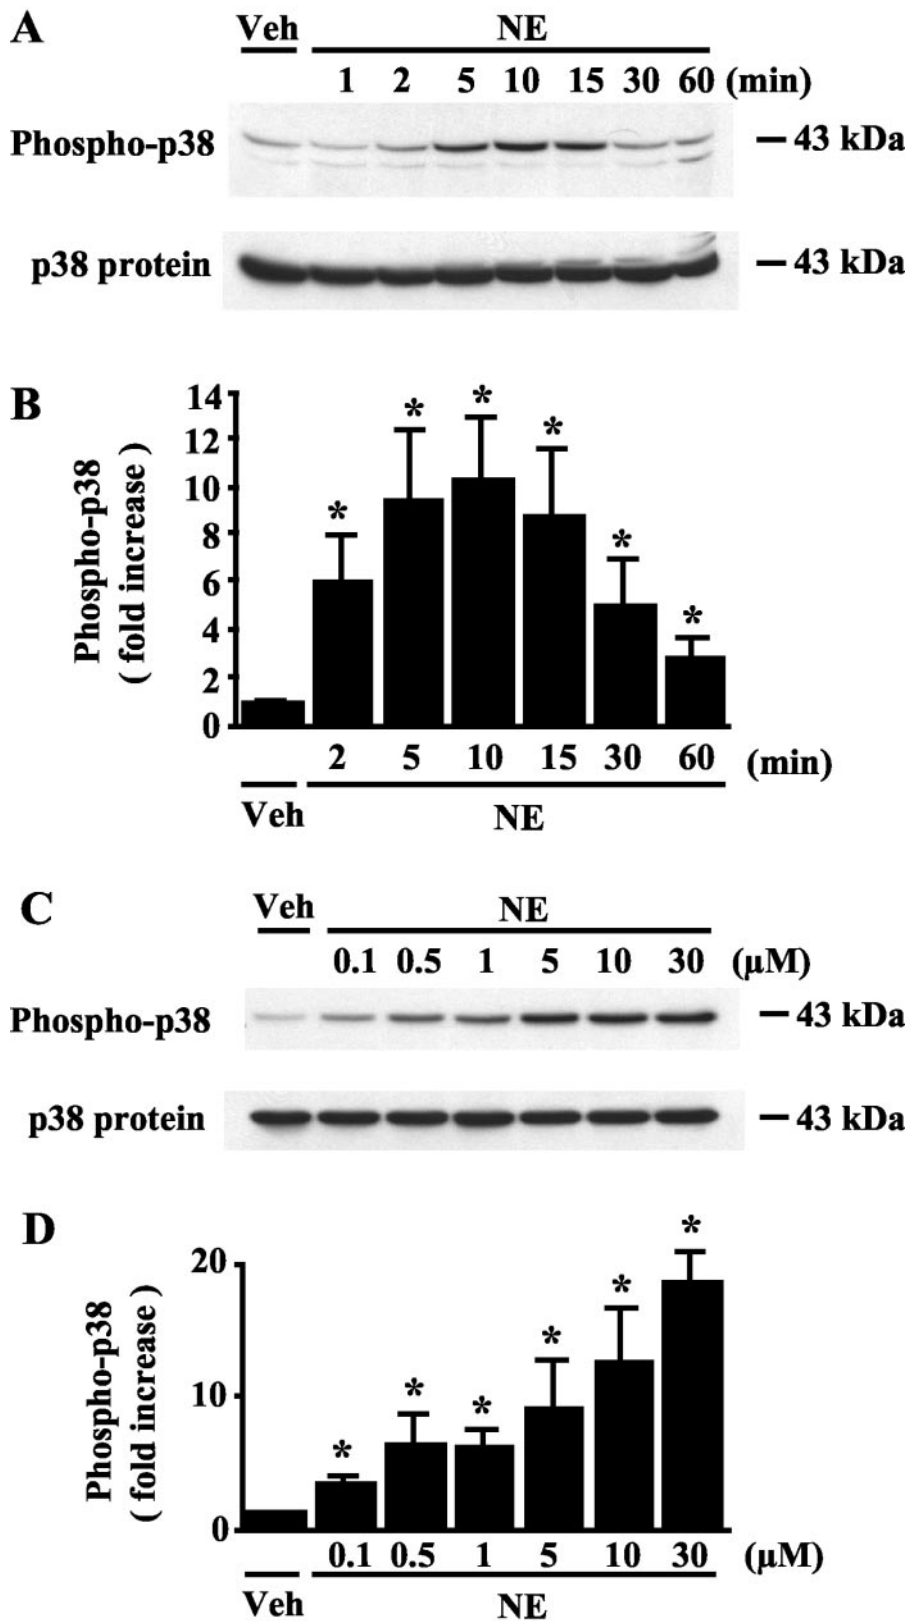 A
Veh NE
1 2 5 10 15 30 60 (min)
Phospho-p38 43 kDa
p38 protein 43 kDa
B
Phospho-p38
( fold increase )
14
12
10
8
6
4
2
0
* * * * * *
2 5 10 15 30 60 (min)
Veh NE
C
Veh NE
0.1 0.5 1 5 10 30 (µM)
Phospho-p38 43 kDa
p38 protein 43 kDa
D
Phospho-p38
( fold increase )
20
10
0
* * * * * *
0.1 0.5 1 5 10 30 (µM)
Veh NE